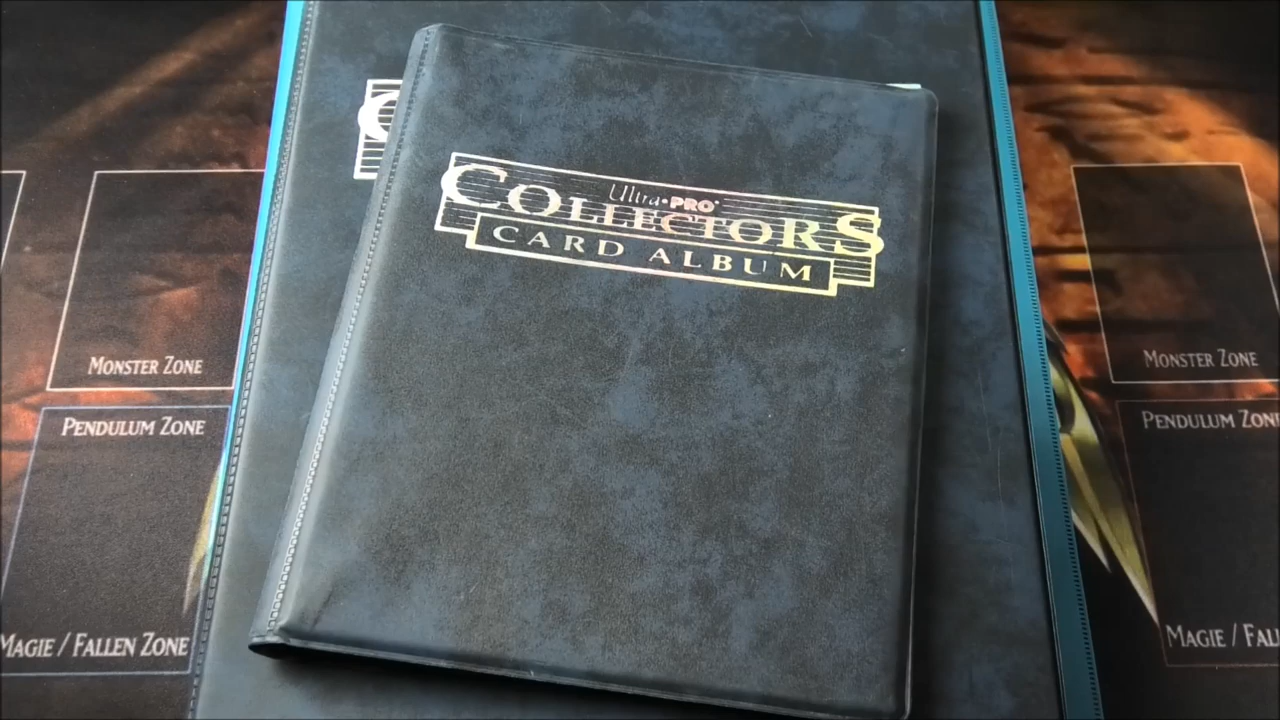 Ultra•PRO®
COLLECTORS
CARD ALBUM
MONSTER ZONE
PENDULUM ZONE
MAGIE / FALLEN ZONE
MONSTER ZONE
PENDULUM ZONE
MAGIE / FALL